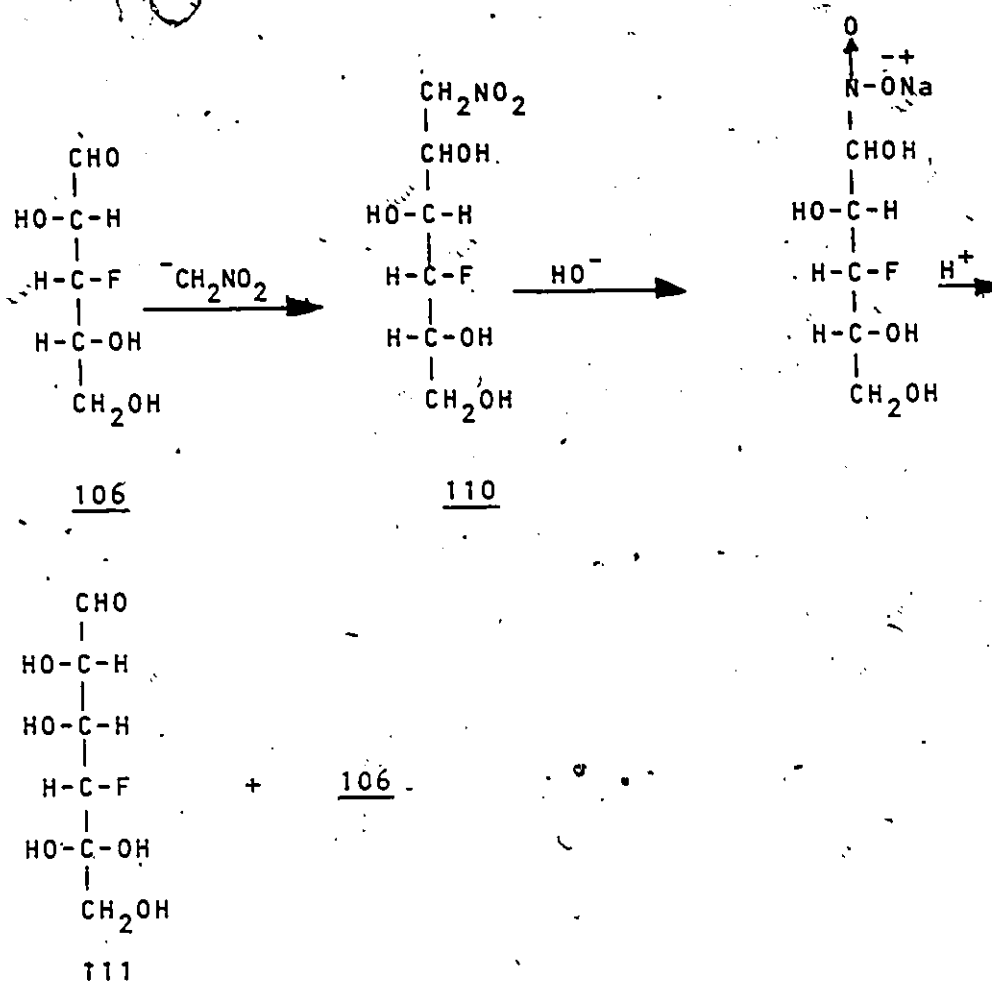 CHO
HO-C-H
H-C-F
H-C-OH
CH2OH
106
-CH2NO2
CH2NO2
CHOH
HO-C-H
H-C-F
H-C-OH
CH2OH
110
HO-
O
N-ONa
-+
CHOH
HO-C-H
H-C-F
H-C-OH
CH2OH
H+
CHO
HO-C-H
HO-C-H
H-C-F
HO-C-OH
CH2OH
111
+ 106